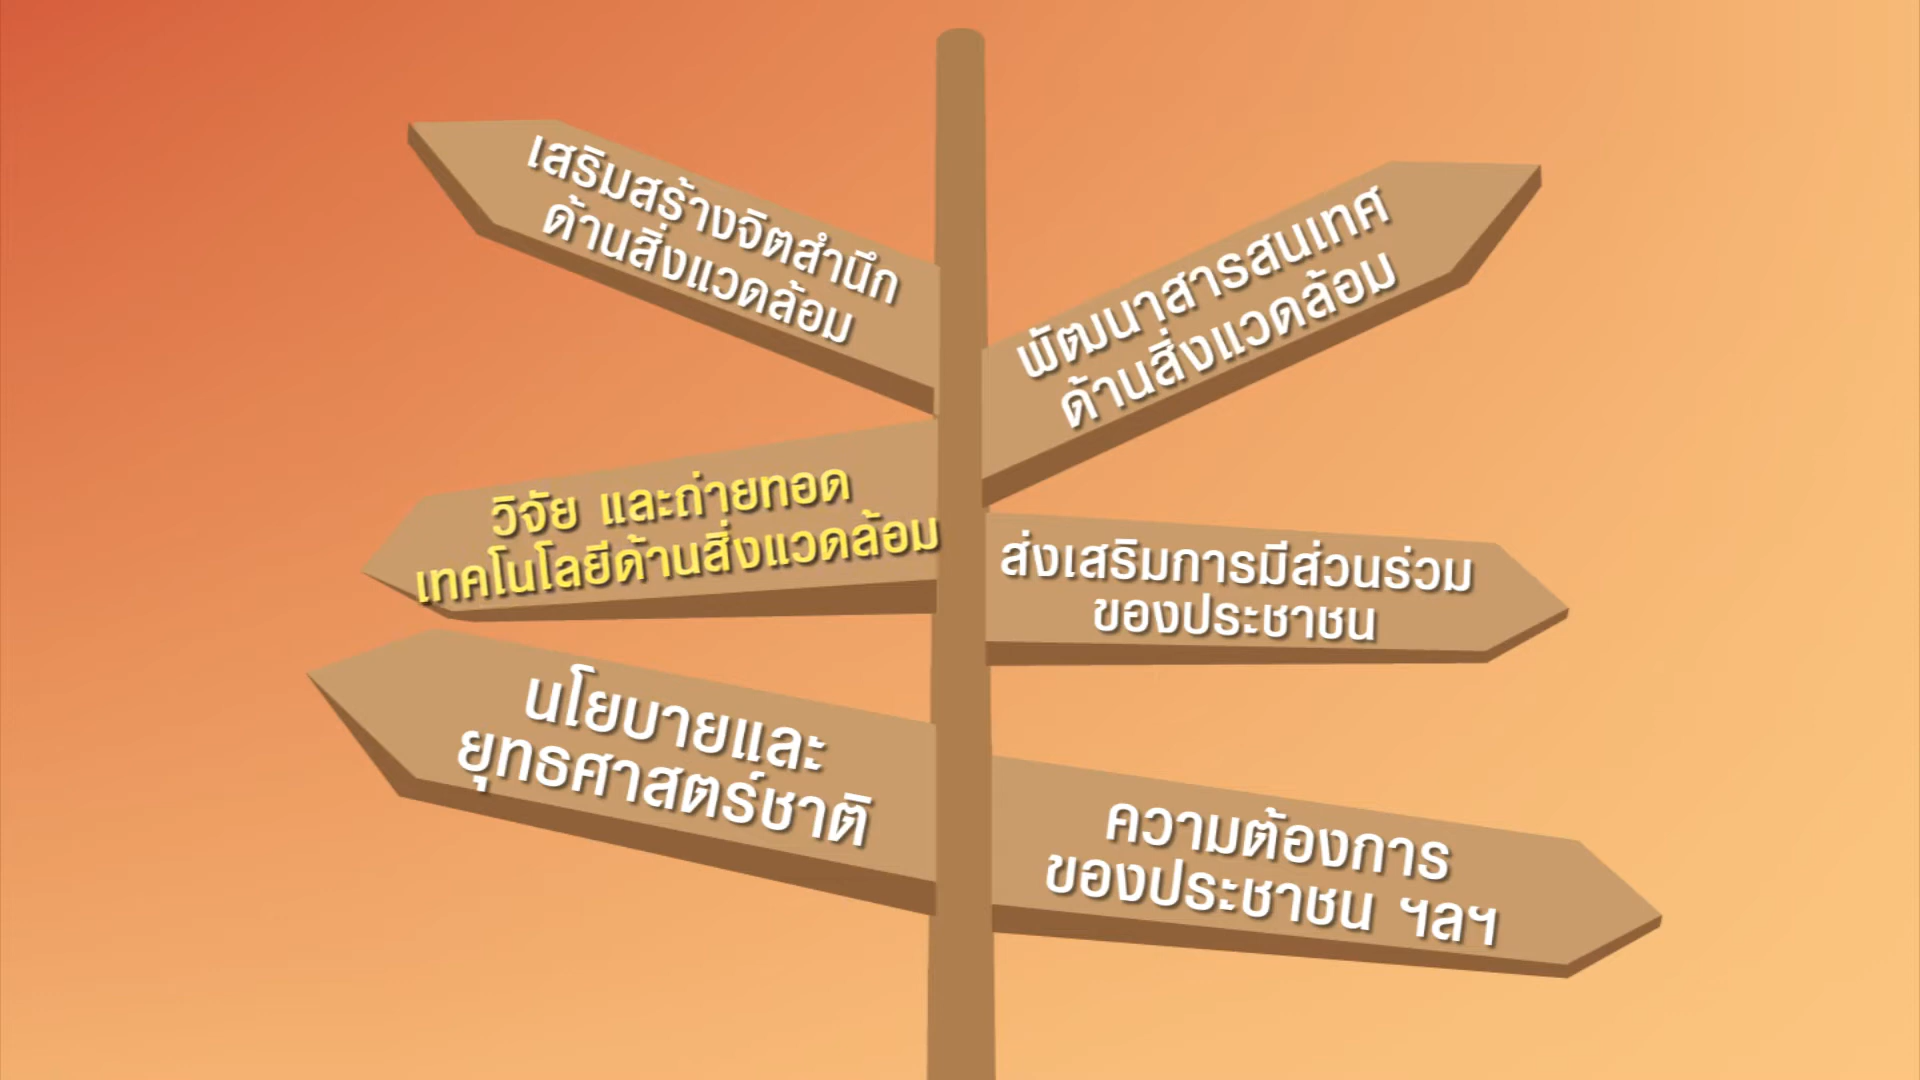 เสริมสร้างจิตสำนึก
ด้านสิ่งแวดล้อม
พัฒนาสารสนเทศ
ด้านสิ่งแวดล้อม
วิจัย และถ่ายทอด
เทคโนโลยีด้านสิ่งแวดล้อม
ส่งเสริมการมีส่วนร่วม
ของประชาชน
นโยบายและ
ยุทธศาสตร์ชาติ
ความต้องการ
ของประชาชน ฯลฯ